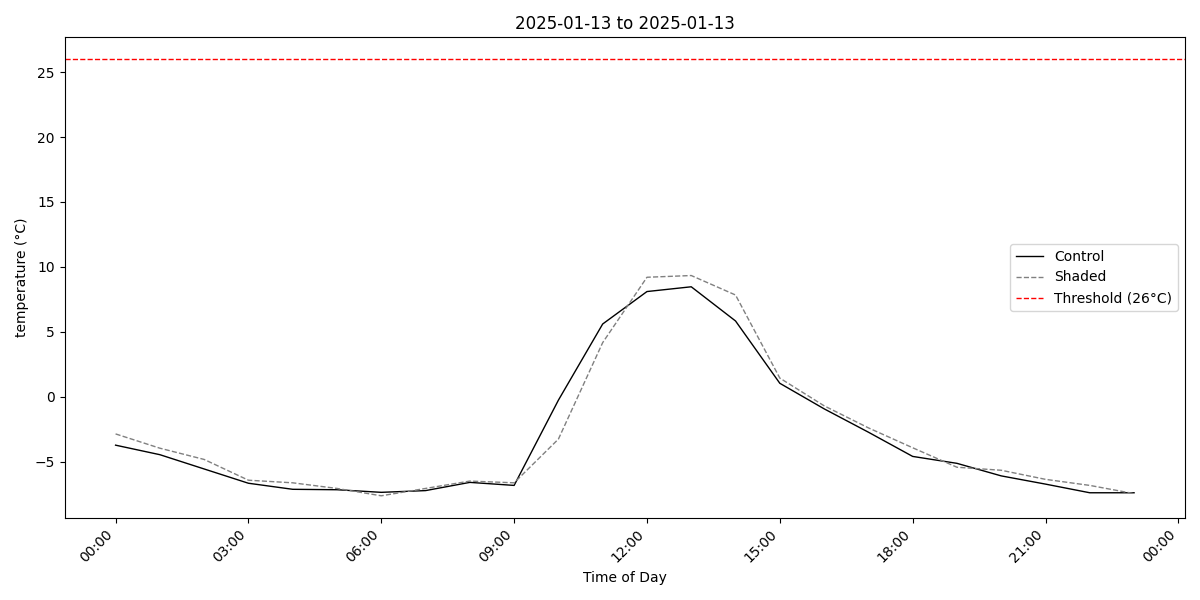 2025-01-13 to 2025-01-13
temperature (°C)
25
20
15
10
5
0
−5
Control
Shaded
Threshold (26°C)
00:00
03:00
06:00
09:00
12:00
15:00
18:00
21:00
00:00
Time of Day